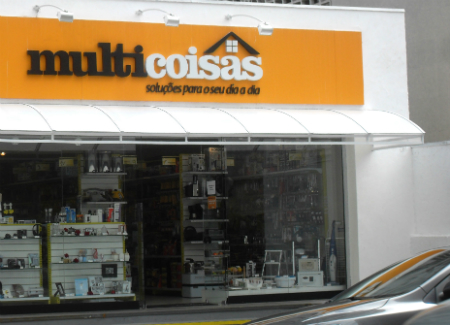 multicoisas
soluções para o seu dia a dia